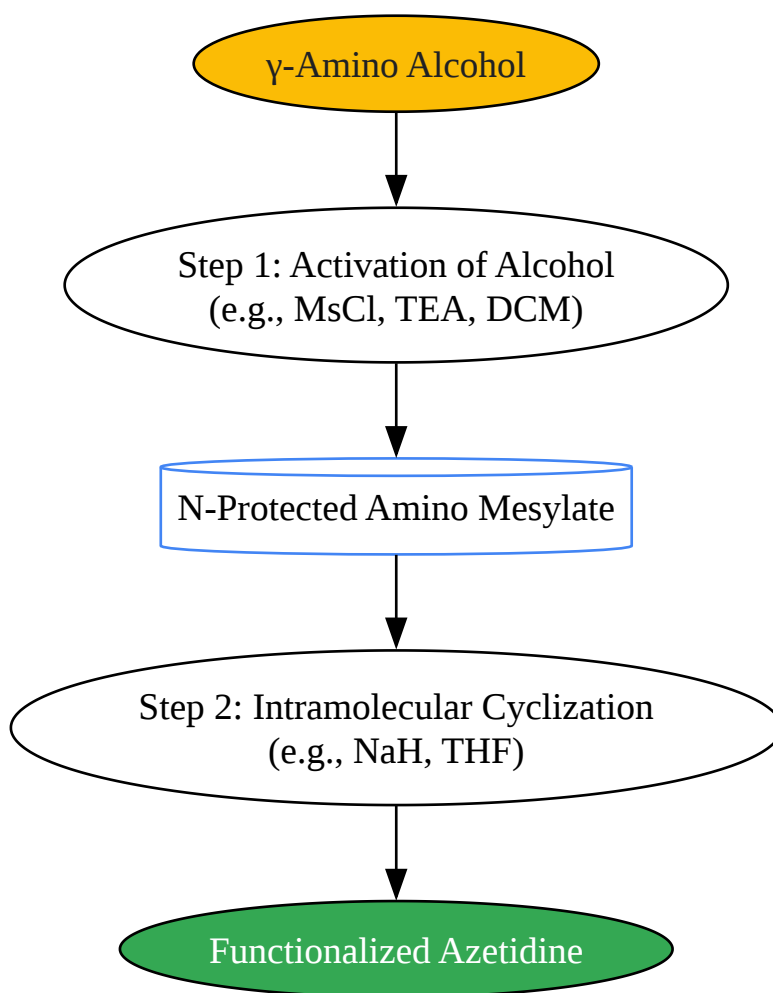 γ-Amino Alcohol
Step 1: Activation of Alcohol
(e.g., MsCl, TEA, DCM)
N-Protected Amino Mesylate
Step 2: Intramolecular Cyclization
(e.g., NaH, THF)
Functionalized Azetidine